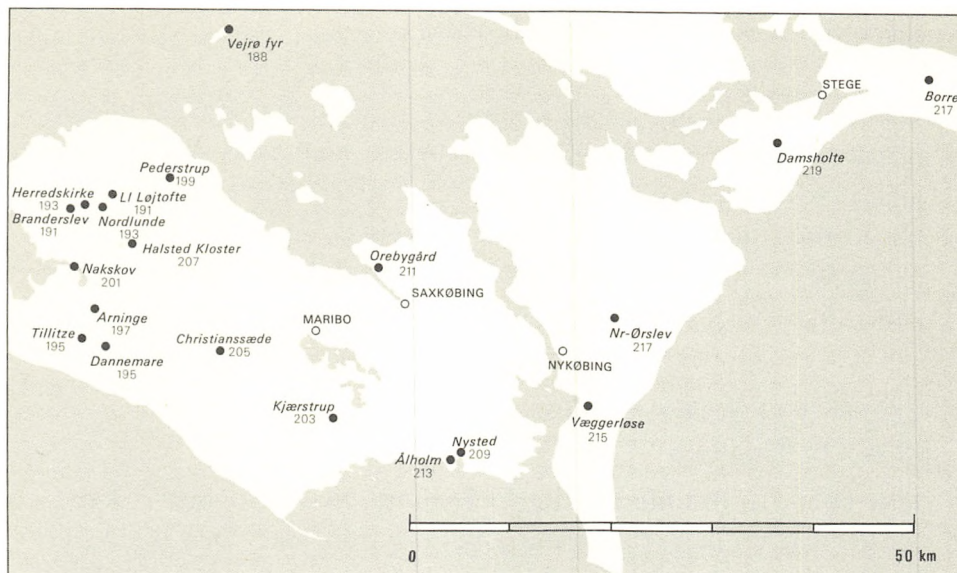 Vejrø fyr
188
STEGE
Borre
217
Damsholte
219
Pederstrup
199
Herredskirke
193
Ll Løjtofte
191
Branderslev
191
Nordlunde
193
Halsted Kloster
207
Nakskov
201
Orebygård
211
SAXKØBING
Arninge
197
MARIBO
Nr-Ørslev
217
Tillitze
195
Dannemare
195
Christianssæde
205
NYKØBING
Kjærstrup
203
Væggerløse
215
Nysted
209
Ålholm
213
0
50 km